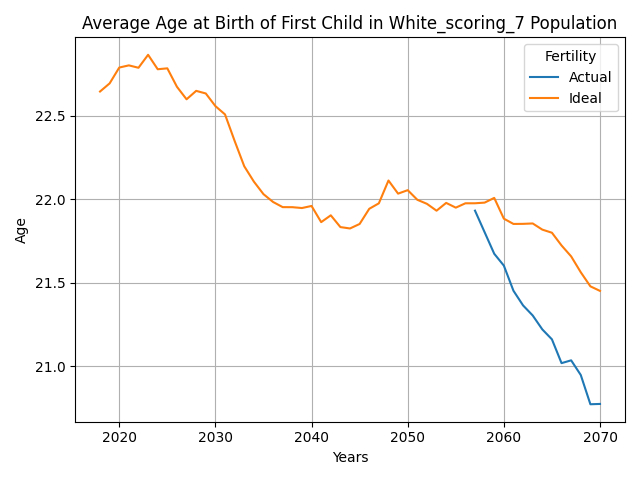 Average Age at Birth of First Child in White_scoring_7 Population
Fertility
Actual
Ideal
22.5
22.0
21.5
21.0
Age
2020
2030
2040
2050
2060
2070
Years